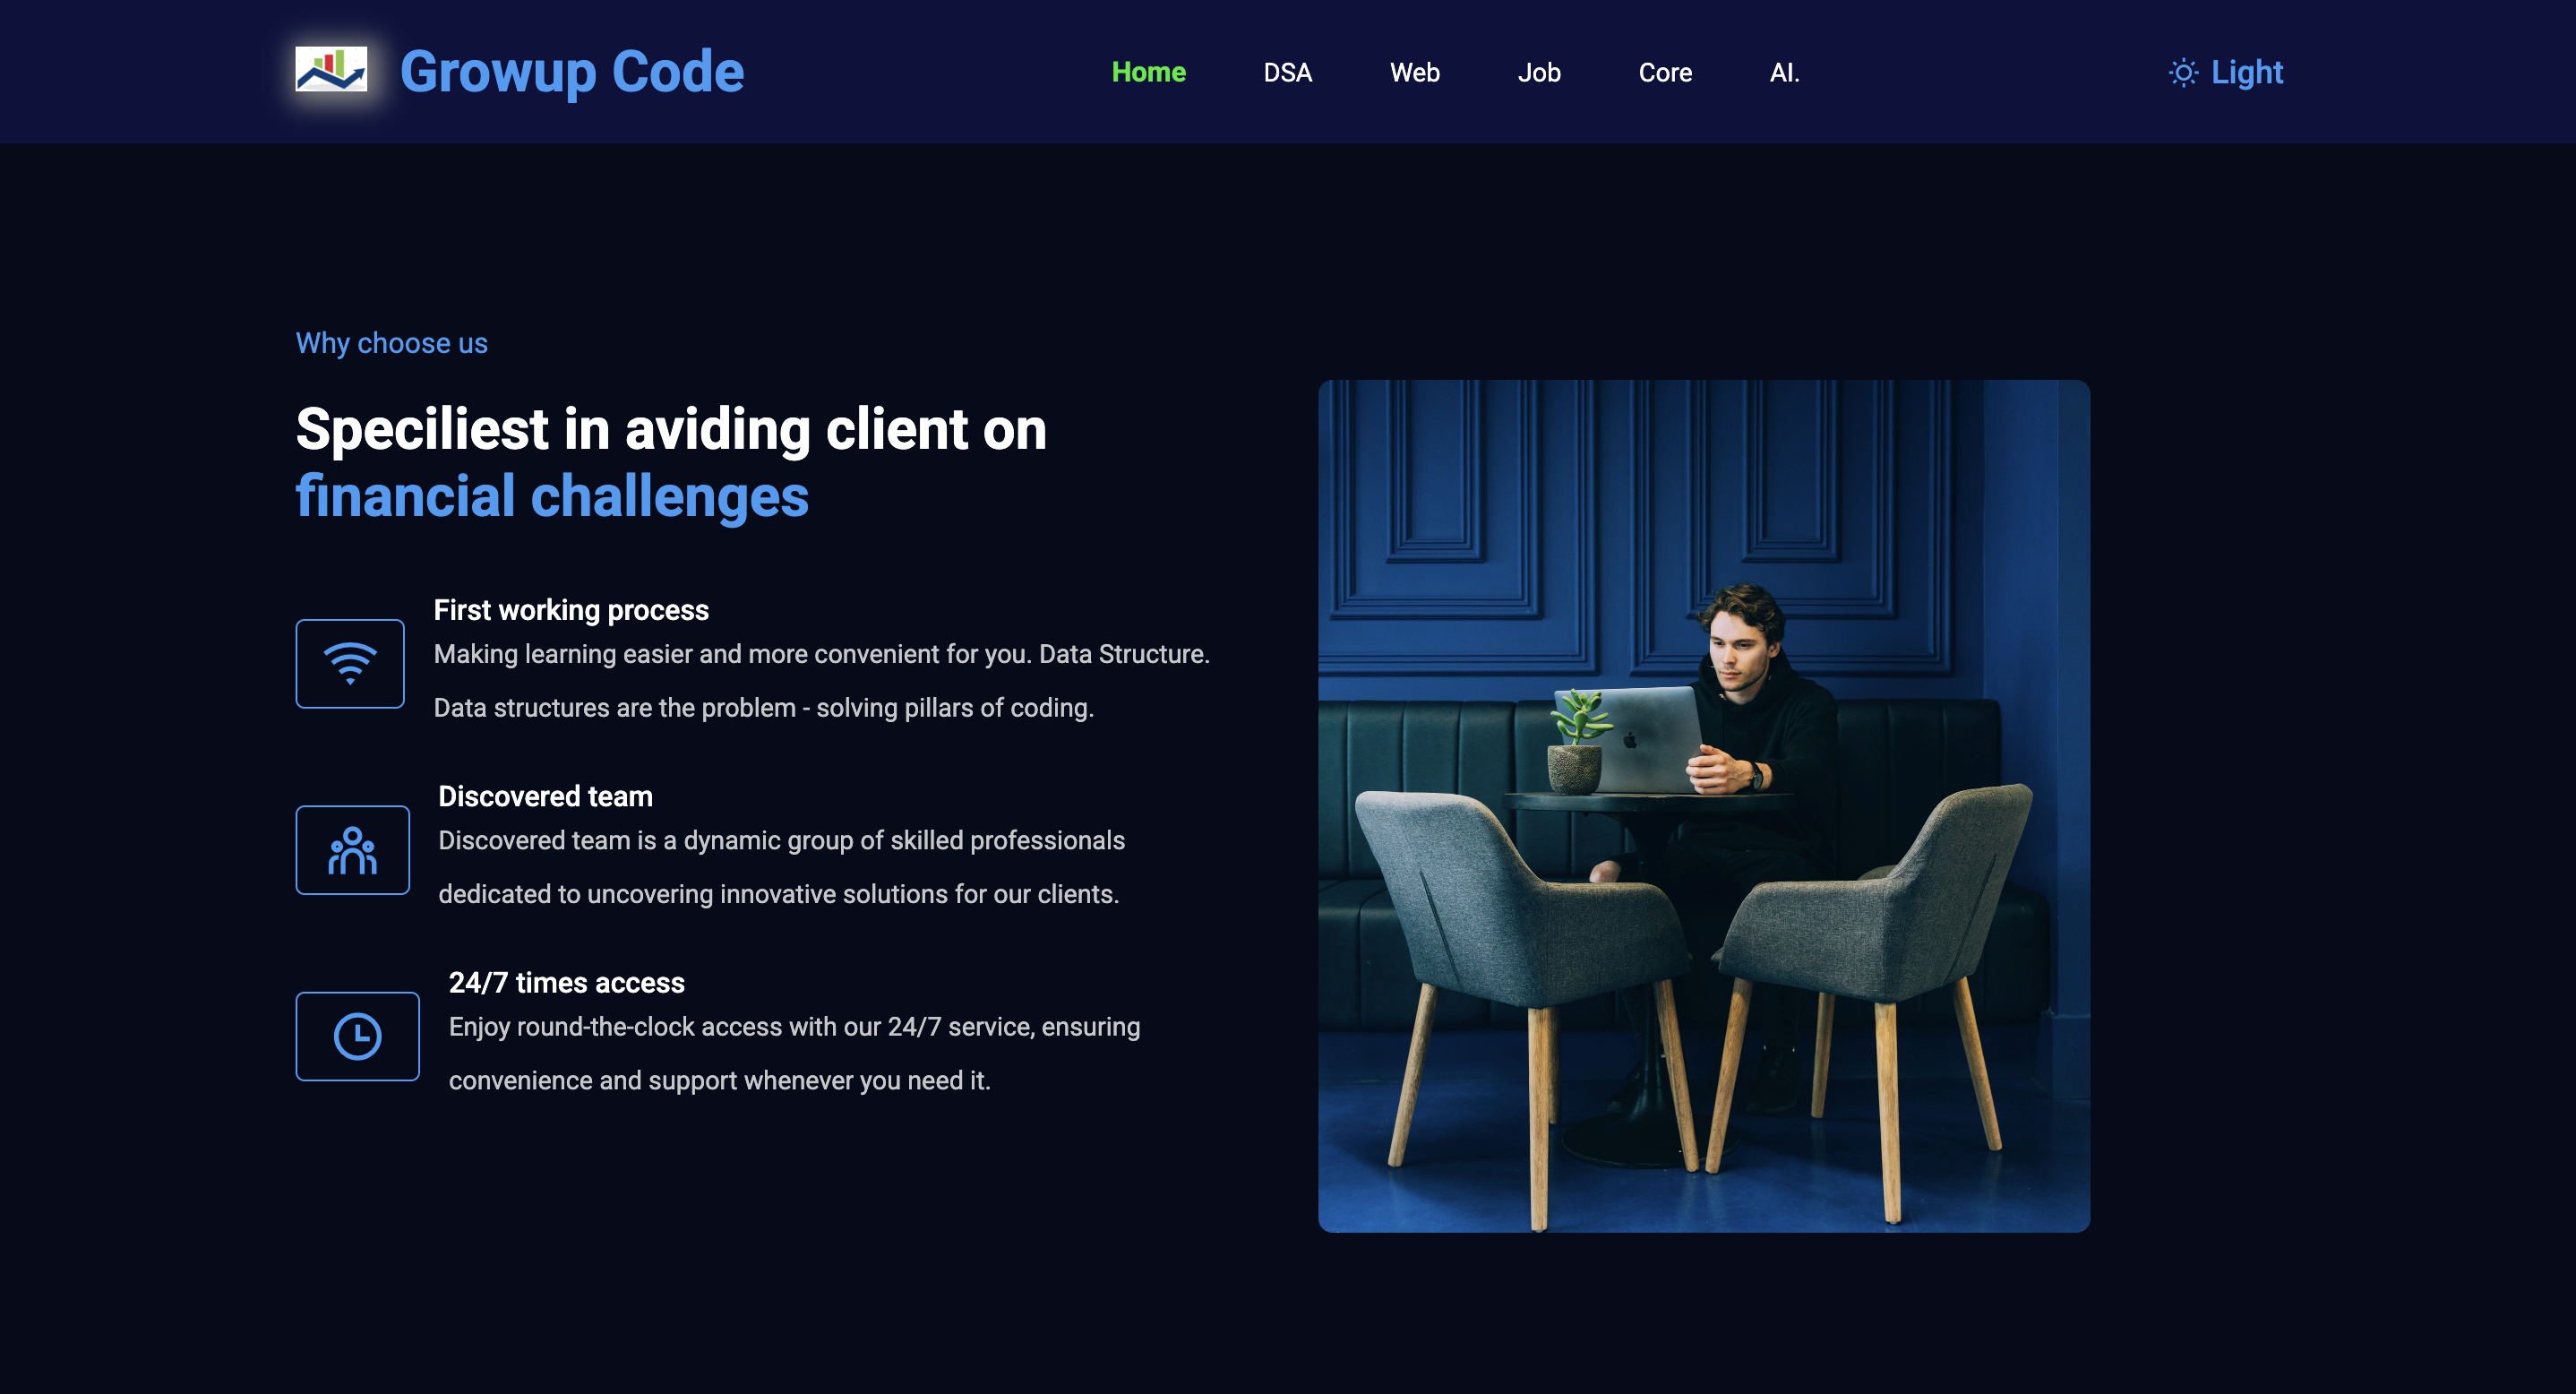 Growup Code
Home DSA Web Job Core AI. Light
Why choose us
Speciliest in aviding client on
financial challenges
First working process
Making learning easier and more convenient for you. Data Structure.
Data structures are the problem - solving pillars of coding.
Discovered team
Discovered team is a dynamic group of skilled professionals
dedicated to uncovering innovative solutions for our clients.
24/7 times access
Enjoy round-the-clock access with our 24/7 service, ensuring
convenience and support whenever you need it.